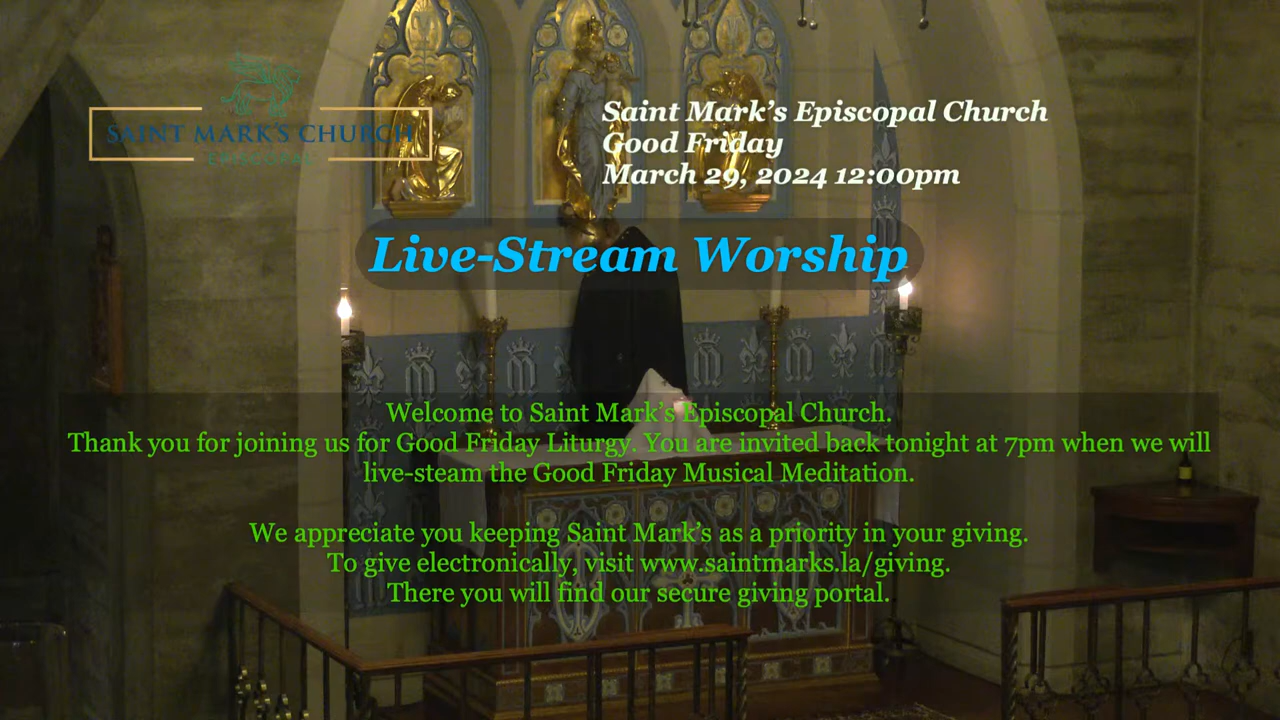 SAINT MARK'S CHURCH
EPISCOPAL
Saint Mark’s Episcopal Church
Good Friday
March 29, 2024 12:00pm
Live-Stream Worship
Welcome to Saint Mark’s Episcopal Church.
Thank you for joining us for Good Friday Liturgy. You are invited back tonight at 7pm when we will
live-steam the Good Friday Musical Meditation.
We appreciate you keeping Saint Mark’s as a priority in your giving.
To give electronically, visit www.saintmarks.la/giving.
There you will find our secure giving portal.